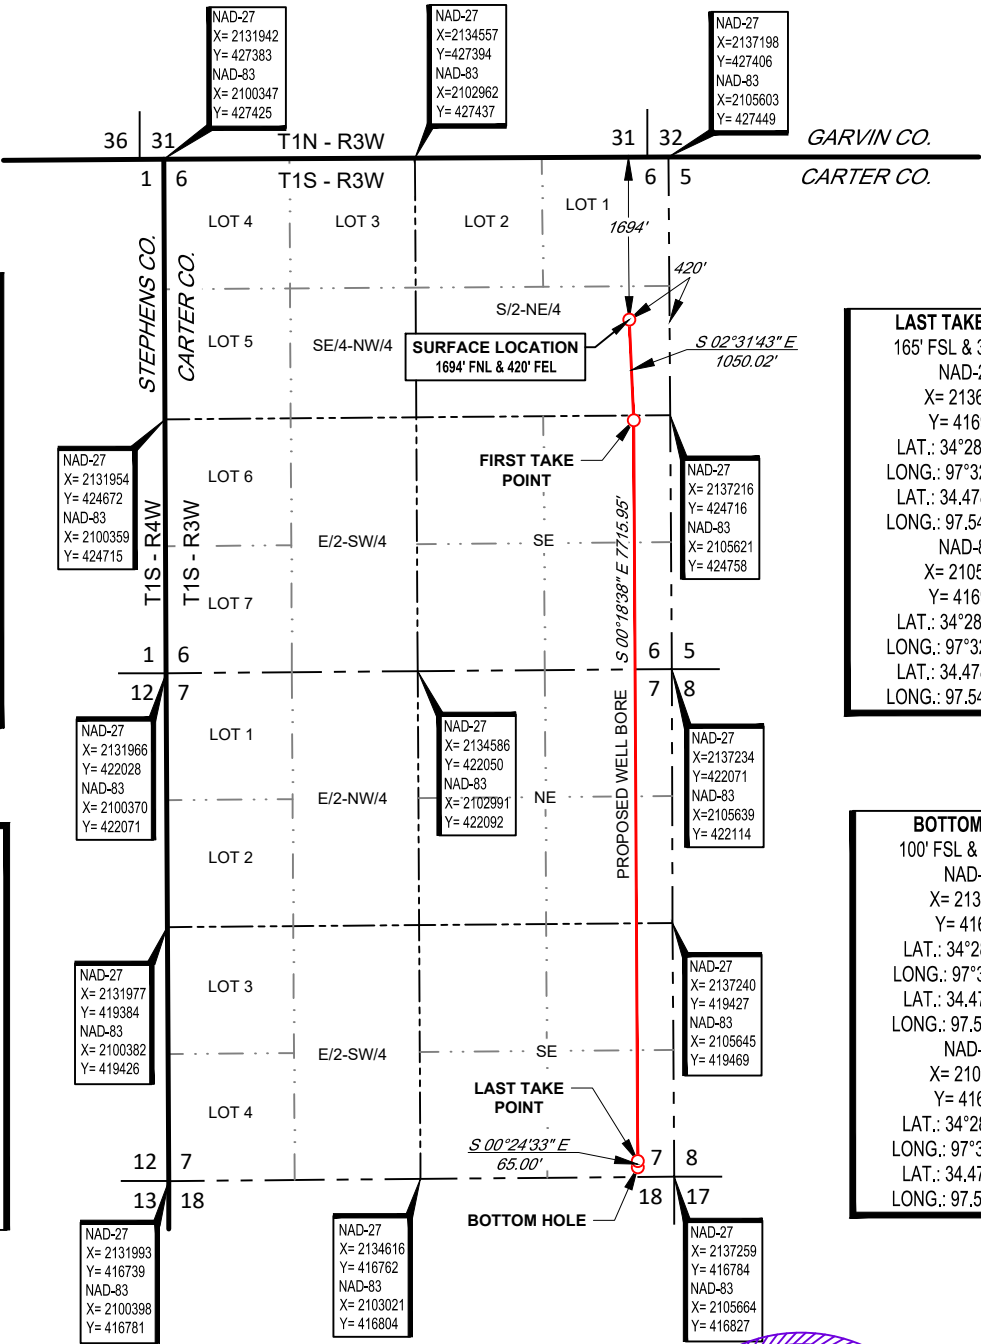 NAD-27
X= 2131942
Y= 427383
NAD-83
X= 2100347
Y= 427425
NAD-27
X=2134557
Y=427394
NAD-83
X=2102962
Y= 427437
NAD-27
X=2137198
Y=427406
NAD-83
X=2105603
Y= 427449
36 31
T1N - R3W
31 32
GARVIN CO.
1 6
T1S - R3W
6 5
CARTER CO.
LOT 4
LOT 3
LOT 2
LOT 1
1694'
STEPHENS CO.
CARTER CO.
420'
S/2-NE/4
LOT 5
SE/4-NW/4
SURFACE LOCATION
1694' FNL & 420' FEL
S 02°31'43" E
1050.02'
NAD-27
X= 2131954
Y= 424672
NAD-83
X= 2100359
Y= 424715
LOT 6
FIRST TAKE
POINT
NAD-27
X= 2137216
Y= 424716
NAD-83
X= 2105621
Y= 424758
T1S - R4W
T1S - R3W
E/2-SW/4
SE
S 00°18'38" E 7715.95'
LOT 7
1 6
6 5
12 7
7 8
NAD-27
X= 2131966
Y= 422028
NAD-83
X= 2100370
Y= 422071
LOT 1
NAD-27
X= 2134586
Y= 422050
NAD-83
X= 2102991
Y= 422092
NAD-27
X=2137234
Y=422071
NAD-83
X=2105639
Y= 422114
E/2-NW/4
NE
PROPOSED WELL BORE
LOT 2
NAD-27
X= 2131977
Y= 419384
NAD-83
X= 2100382
Y= 419426
LOT 3
NAD-27
X= 2137240
Y= 419427
NAD-83
X= 2105645
Y= 419469
E/2-SW/4
SE
LOT 4
LAST TAKE
POINT
S 00°24'33" E
65.00'
12 7
7 8
13 18
18 17
BOTTOM HOLE
NAD-27
X= 2131993
Y= 416739
NAD-83
X= 2100398
Y= 416781
NAD-27
X= 2134616
Y= 416762
NAD-83
X= 2103021
Y= 416804
NAD-27
X= 2137259
Y= 416784
NAD-83
X= 2105664
Y= 416827
LAST TAKE
165' FSL & 3
NAD-2
X= 2136
Y= 416
LAT.: 34°28
LONG.: 97°32
LAT.: 34.47
LONG.: 97.54
NAD-8
X= 2105
Y= 416
LAT.: 34°28
LONG.: 97°32
LAT.: 34.47
LONG.: 97.54
BOTTOM
100' FSL &
NAD-
X= 213
Y= 416
LAT.: 34°28
LONG.: 97°3
LAT.: 34.47
LONG.: 97.5
NAD-
X= 210
Y= 416
LAT.: 34°28
LONG.: 97°3
LAT.: 34.47
LONG.: 97.5